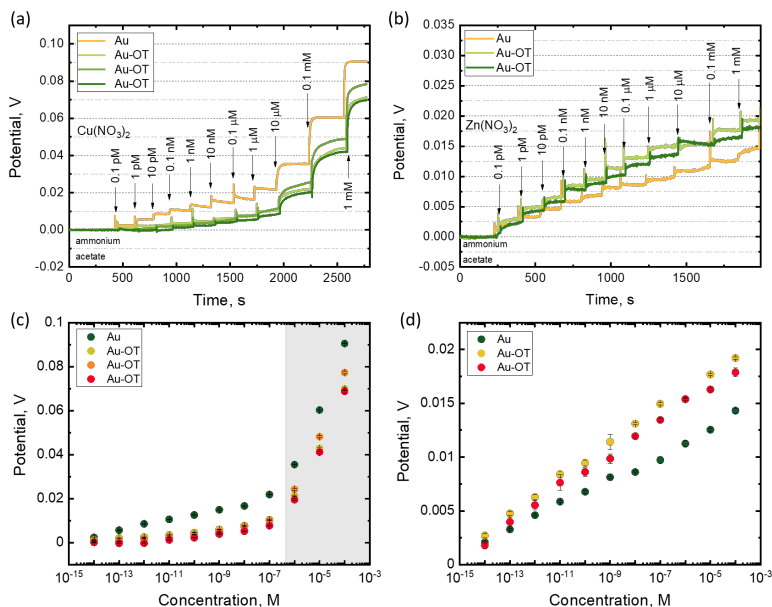 (a)
0.10
0.08
0.06
0.04
0.02
0.00
-0.02
Potential, V
Au
Au-OT
Au-OT
Au-OT
Cu(NO3)2
0.1 pM
1 pM
10 pM
0.1 nM
1 nM
10 nM
0.1 μM
1 μM
10 μM
0.1 mM
1 mM
ammonium
acetate
0 500 1000 1500 2000 2500
Time, s
(b)
0.035
0.030
0.025
0.020
0.015
0.010
0.005
0.000
0.005
Potential, V
Au
Au-OT
Au-OT
Zn(NO3)2
0.1 pM
1 pM
10 pM
0.1 nM
1 nM
10 nM
0.1 μM
1 μM
10 μM
0.1 mM
1 mM
ammonium
acetate
0 500 1000 1500
Time, s
(c)
0.1
0.08
0.06
0.04
0.02
0
Potential, V
Au
Au-OT
Au-OT
Au-OT
10-15 10-13 10-11 10-9 10-7 10-5 10-3
Concentration, M
(d)
0.02
0.015
0.01
0.005
0
Potential, V
Au
Au-OT
Au-OT
10-15 10-13 10-11 10-9 10-7 10-5 10-3
Concentration, M